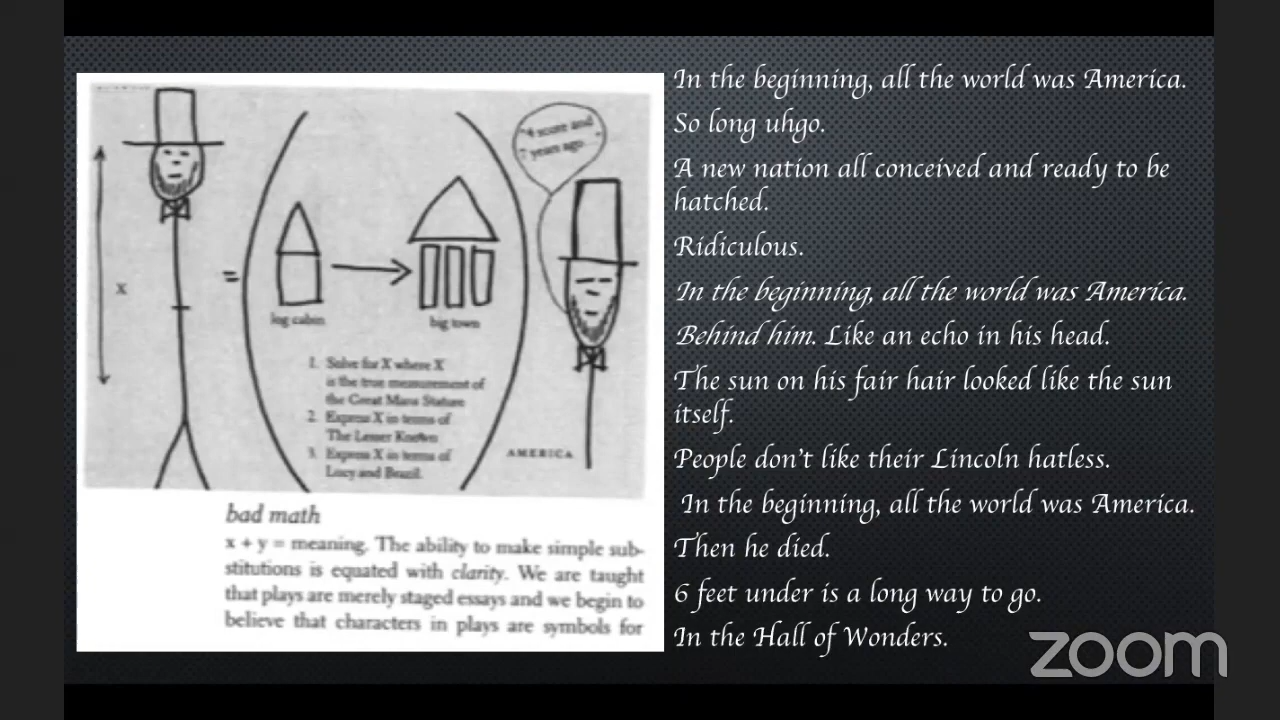 "4 score and
7 years ago."
x
=
log cabin
big town
1. Solve for X where X
is the true measurement of
the Great Mans Stature
2. Express X in terms of
The Lesser Known
3. Express X in terms of
Lucy and Brazil.
AMERICA
bad math
x + y = meaning. The ability to make simple sub-
stitutions is equated with clarity. We are taught
that plays are merely staged essays and we begin to
believe that characters in plays are symbols for
In the beginning, all the world was America.
So long uhgo.
A new nation all conceived and ready to be
hatched.
Ridiculous.
In the beginning, all the world was America.
Behind him. Like an echo in his head.
The sun on his fair hair looked like the sun
itself.
People don't like their Lincoln hatless.
In the beginning, all the world was America.
Then he died.
6 feet under is a long way to go.
In the Hall of Wonders.
zoom